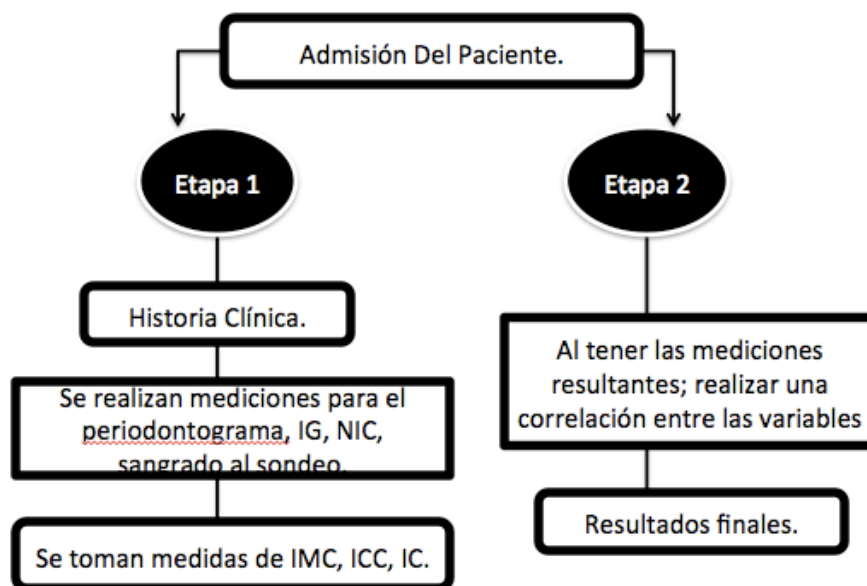 Admisión Del Paciente.
Etapa 1
Historia Clínica.
Se realizan mediciones para el
periodontograma, IG, NIC,
sangrado al sondeo.
Se toman medidas de IMC, ICC, IC.
Etapa 2
Al tener las mediciones
resultantes; realizar una
correlación entre las variables
Resultados finales.